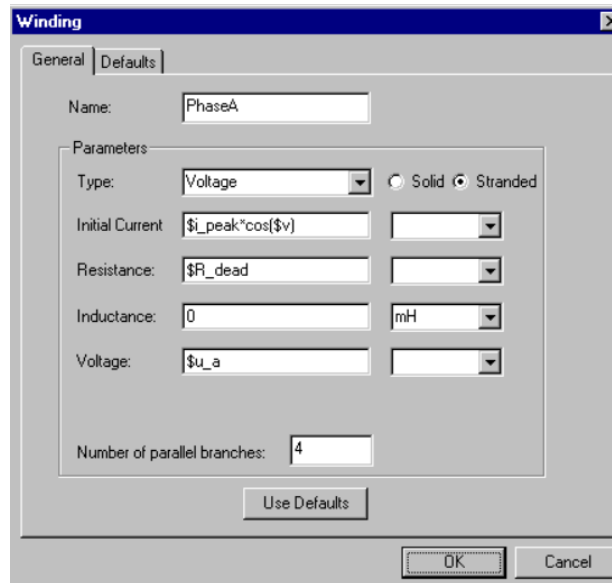 Winding
General Defaults
Name: PhaseA
Parameters
Type: Voltage Solid Stranded
Initial Current $i_peak*cos($v)
Resistance: $R_dead
Inductance: 0 mH
Voltage: $u_a
Number of parallel branches: 4
Use Defaults
OK Cancel